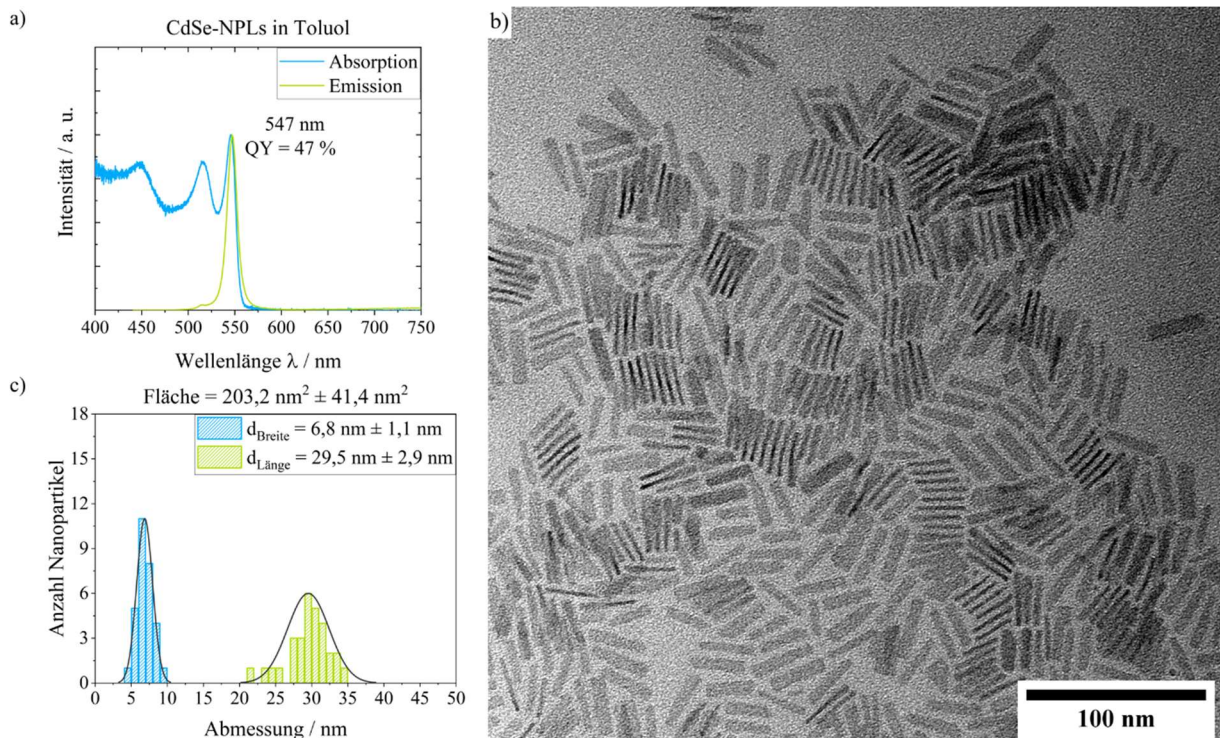 a)
CdSe-NPLs in Toluol
Absorption
Emission
547 nm
QY = 47 %
Intensität / a. u.
400 450 500 550 600 650 700 750
Wellenlänge λ / nm
b)
100 nm
c)
Fläche = 203,2 nm² ± 41,4 nm²
d_Breite = 6,8 nm ± 1,1 nm
d_Länge = 29,5 nm ± 2,9 nm
18
15
12
9
6
3
0
Anzahl Nanopartikel
0 5 10 15 20 25 30 35 40 45 50
Abmessung / nm